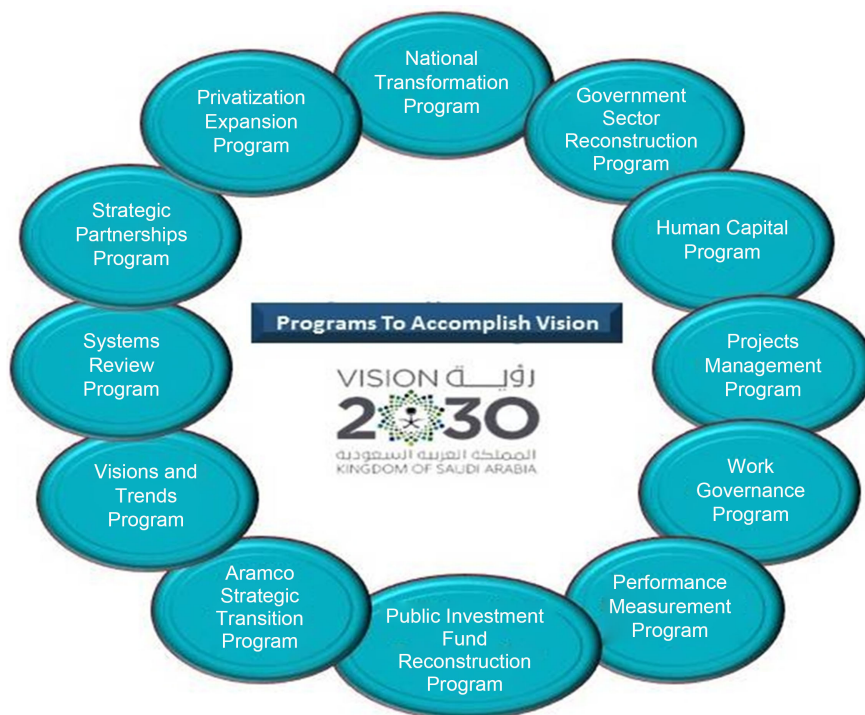 National
Transformation
Program
Government
Sector
Reconstruction
Program
Human Capital
Program
Projects
Management
Program
Work
Governance
Program
Performance
Measurement
Program
Public Investment
Fund
Reconstruction
Program
Aramco
Strategic
Transition
Program
Visions and
Trends
Program
Systems
Review
Program
Strategic
Partnerships
Program
Privatization
Expansion
Program
Programs To Accomplish Vision
VISION رؤيــة
2030
المملكة العربية السعودية
KINGDOM OF SAUDI ARABIA